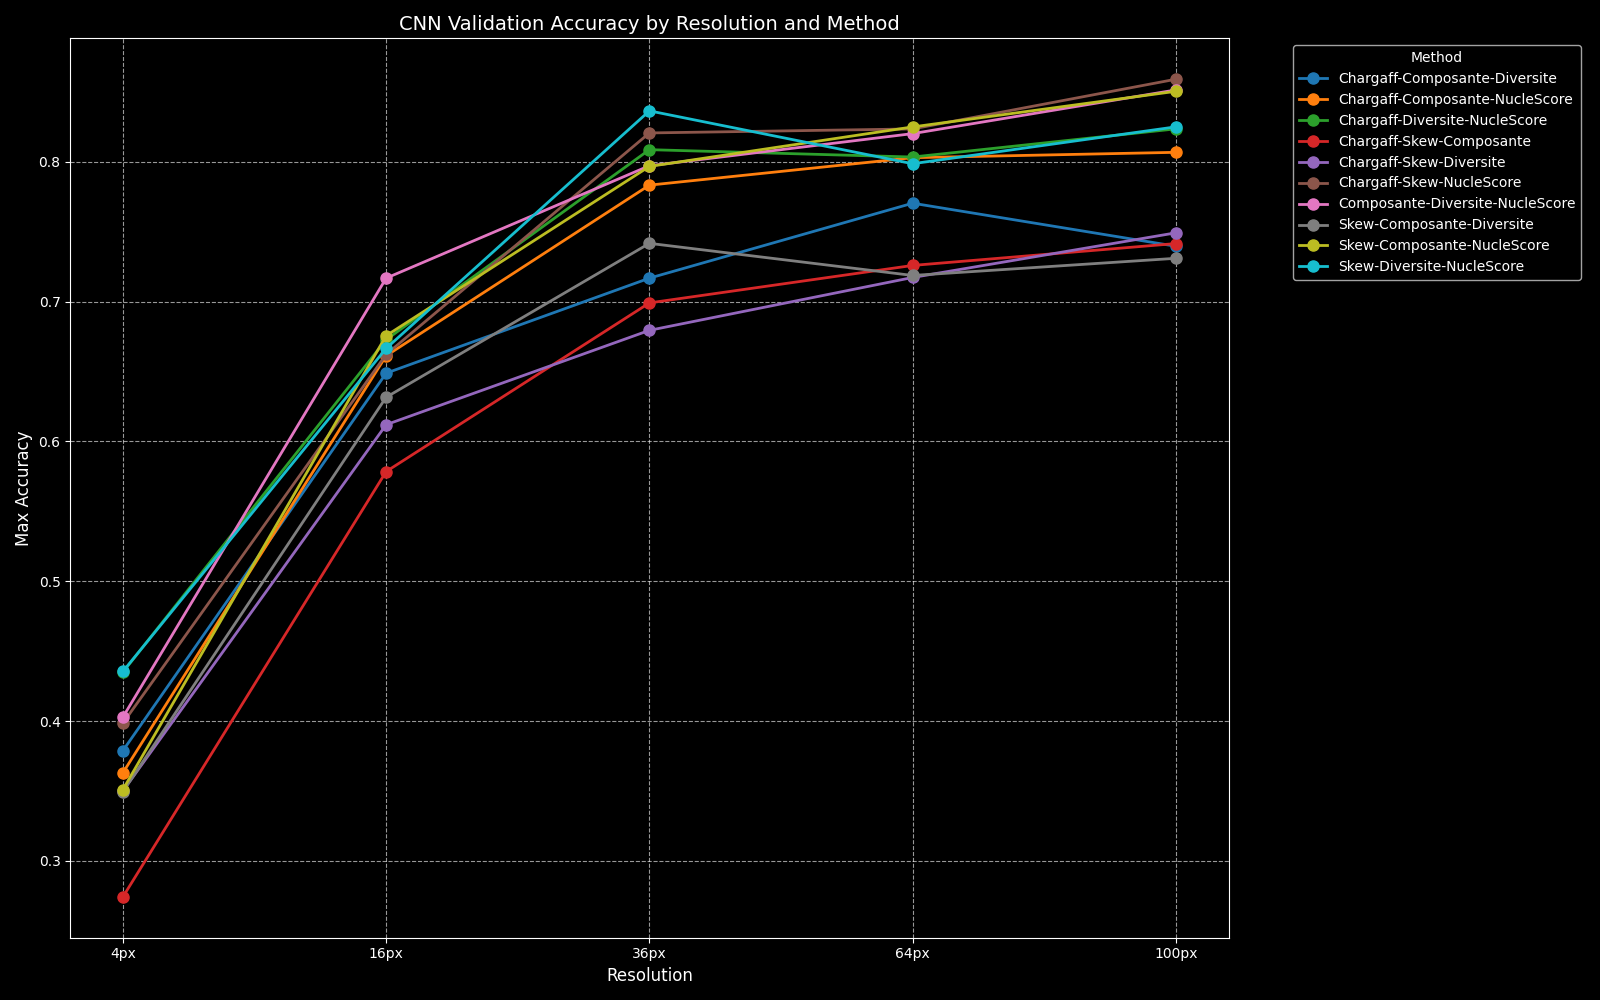 CNN Validation Accuracy by Resolution and Method
Max Accuracy
0.8
0.7
0.6
0.5
0.4
0.3
4px
16px
36px
64px
100px
Resolution
Method
Chargaff-Composante-Diversite
Chargaff-Composante-NucleScore
Chargaff-Diversite-NucleScore
Chargaff-Skew-Composante
Chargaff-Skew-Diversite
Chargaff-Skew-NucleScore
Composante-Diversite-NucleScore
Skew-Composante-Diversite
Skew-Composante-NucleScore
Skew-Diversite-NucleScore